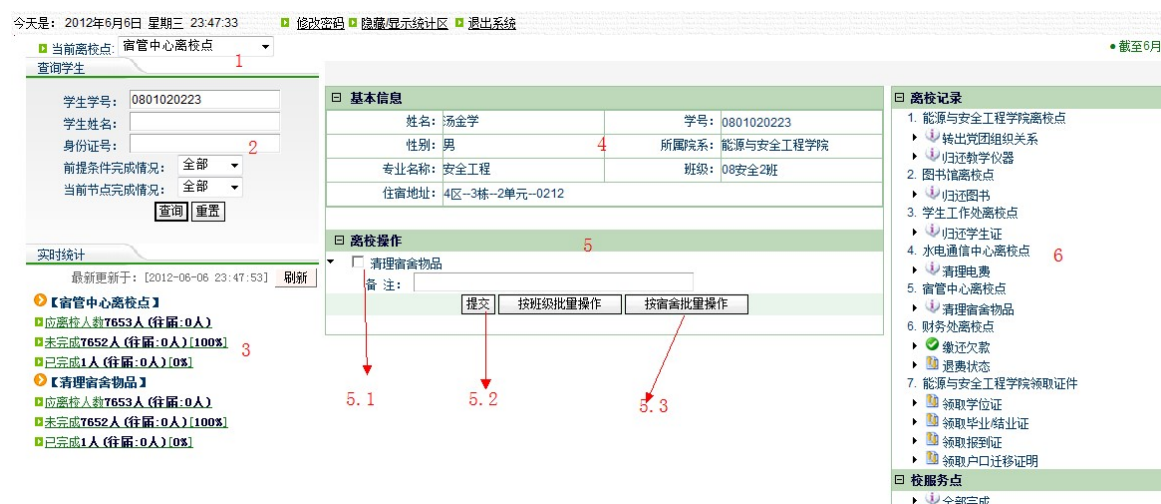 今天是: 2012年6月6日 星期三 23:47:33 修改密码 隐藏/显示统计区 退出系统
当前离校点: 宿管中心离校点
1
截至6月
查询学生
学生学号: 0801020223
学生姓名:
身份证号:
2
前提条件完成情况: 全部
当前节点完成情况: 全部
查询 重置
实时统计
最新更新于: [2012-06-06 23:47:53] 刷新
【宿管中心离校点】
应离校人数7653人(往届:0人)
未完成7652人(往届:0人)[100%]
3
已完成1人(往届:0人)[0%]
【清理宿舍物品】
应离校人数7653人(往届:0人)
未完成7652人(往届:0人)[100%]
已完成1人(往届:0人)[0%]
基本信息
姓名: 汤金学 学号: 0801020223
性别: 男 4 所属院系: 能源与安全工程学院
专业名称: 安全工程 班级: 08安全2班
住宿地址: 4区--3栋--2单元--0212
离校操作
5
清理宿舍物品
备 注:
提交 按班级批量操作 按宿舍批量操作
5.1 5.2 5.3
离校记录
1. 能源与安全工程学院离校点
转出党团组织关系
归还教学仪器
2. 图书馆离校点
归还图书
3. 学生工作处离校点
归还学生证
4. 水电通信中心离校点
6
清理电费
5. 宿管中心离校点
清理宿舍物品
6. 财务处离校点
缴还欠款
退费状态
7. 能源与安全工程学院领取证件
领取学位证
领取毕业/结业证
领取报到证
领取户口迁移证明
校服务点
全部完成